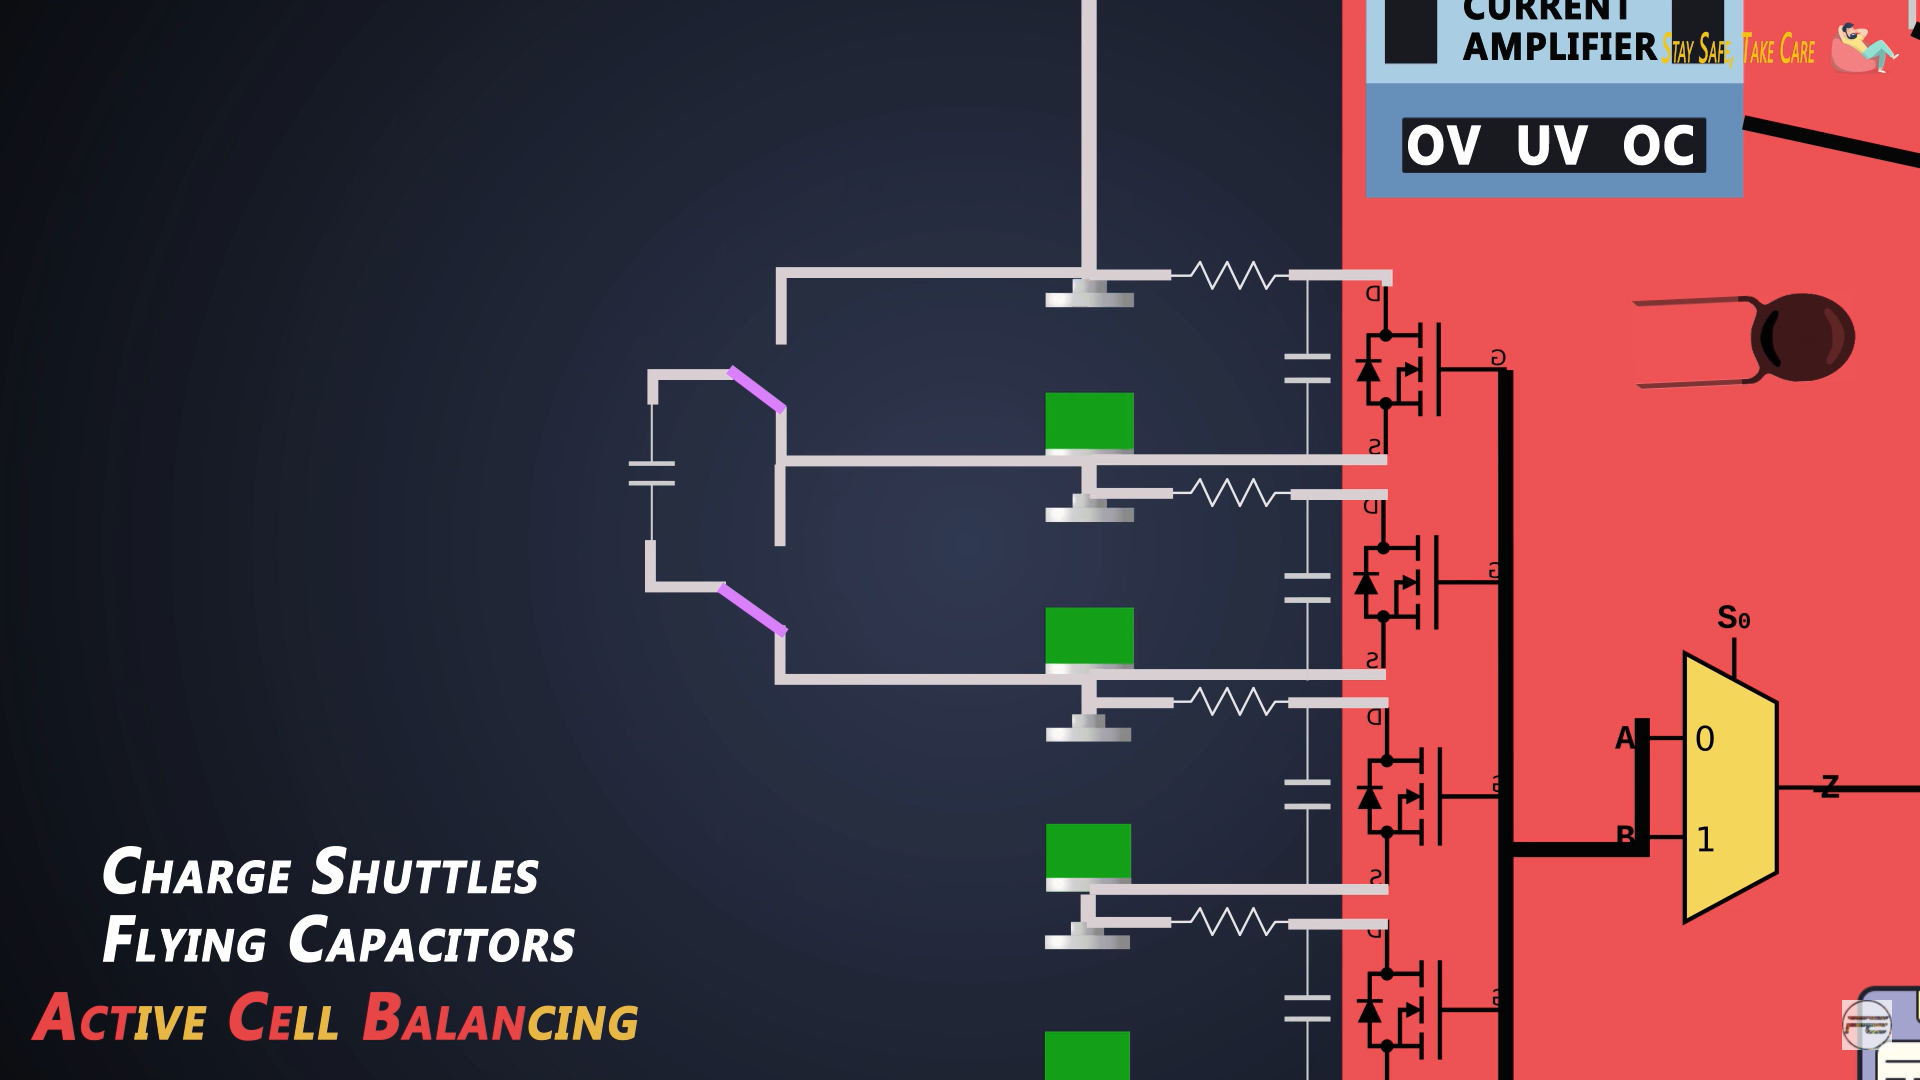 CURRENT
AMPLIFIER
STAY SAFE, TAKE CARE
OV UV OC
D
G
S
D
G
S
D
G
S
D
G
S0
A 0
Z
B 1
CHARGE SHUTTLES
FLYING CAPACITORS
ACTIVE CELL BALANCING